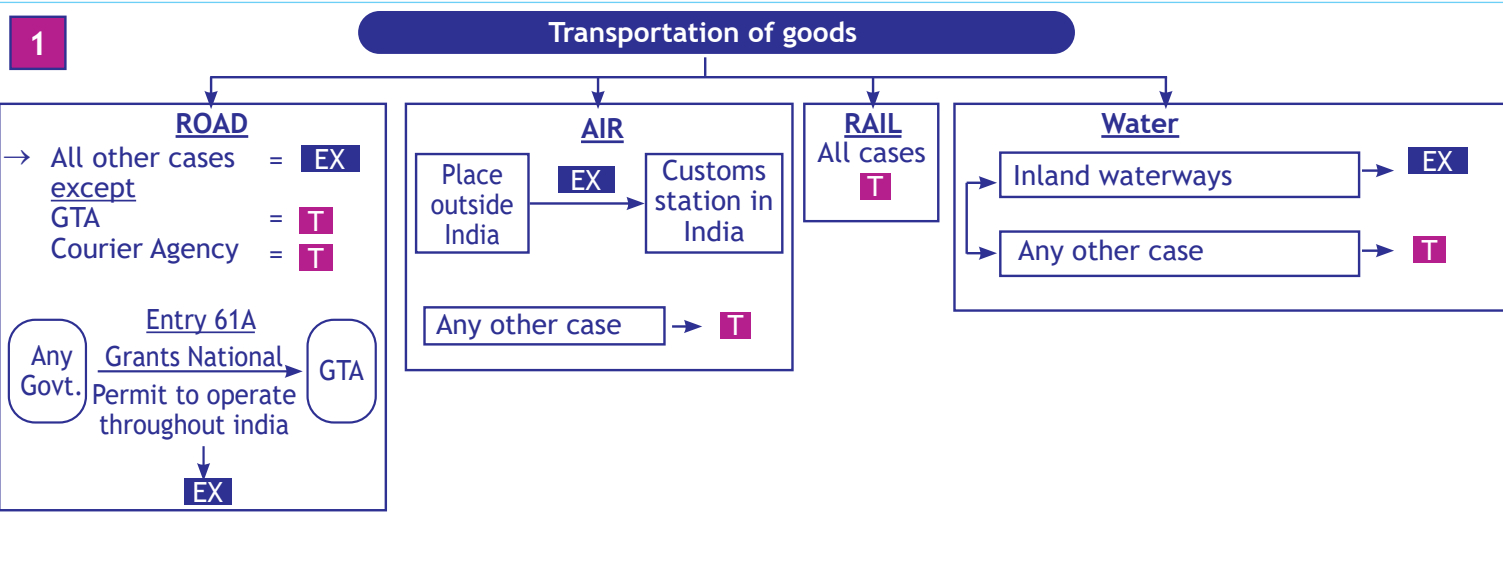 1
Transportation of goods
ROAD
→ All other cases = EX
except
GTA = T
Courier Agency = T
Entry 61A
Any
Govt.
Grants National
Permit to operate
throughout india
GTA
EX
AIR
Place
outside
India
EX
Customs
station in
India
Any other case
T
RAIL
All cases
T
Water
Inland waterways
EX
Any other case
T